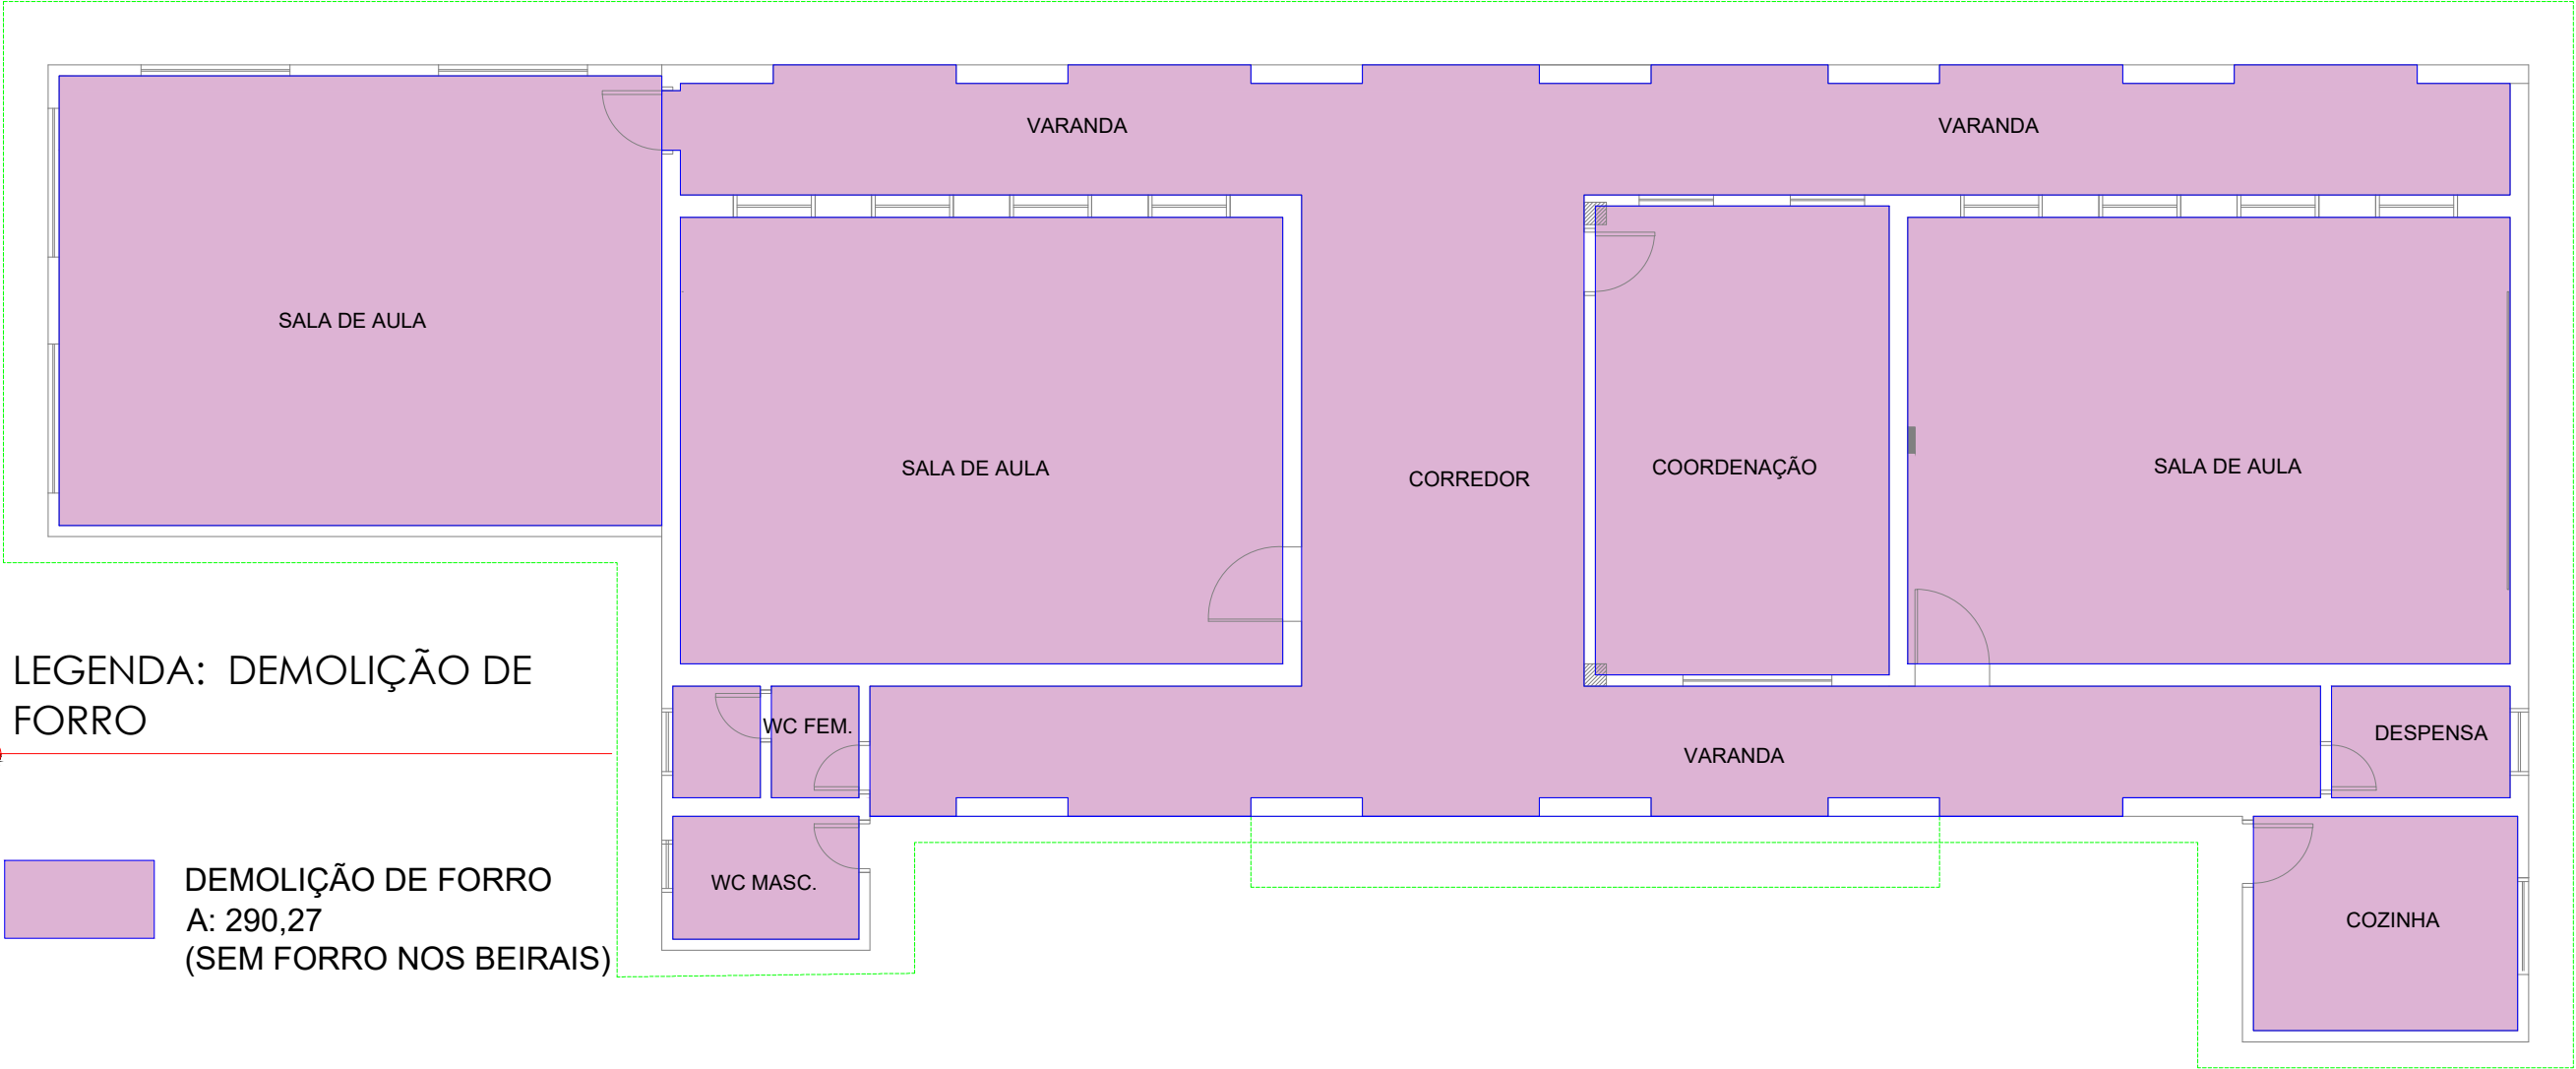 VARANDA
VARANDA
SALA DE AULA
SALA DE AULA
CORREDOR
COORDENAÇÃO
SALA DE AULA
LEGENDA: DEMOLIÇÃO DE
FORRO
WC FEM.
VARANDA
DESPENSA
WC MASC.
COZINHA
DEMOLIÇÃO DE FORRO
A: 290,27
(SEM FORRO NOS BEIRAIS)